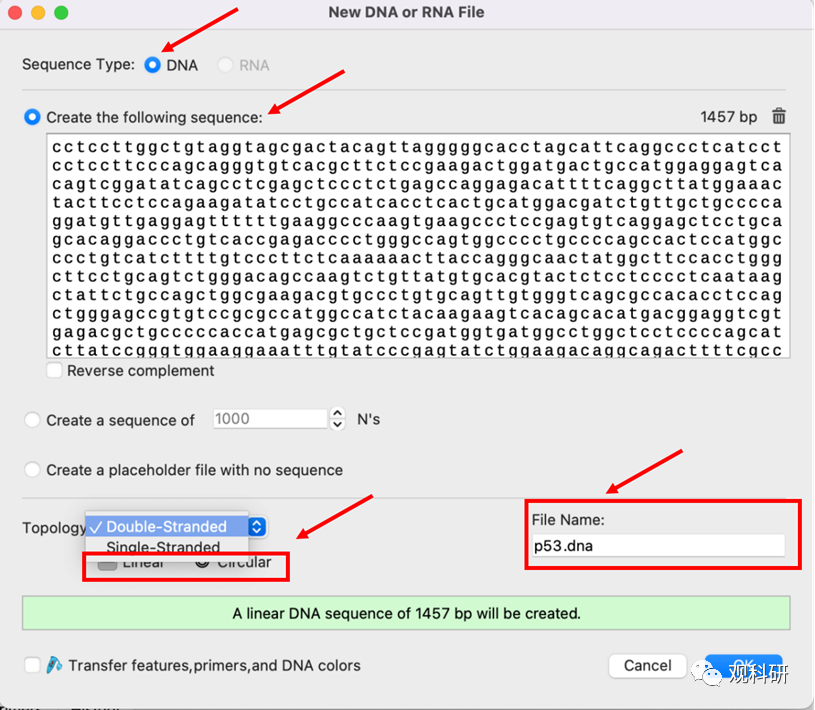 New DNA or RNA File
Sequence Type: DNA RNA
Create the following sequence: 1457 bp
cctccttggctgtaggtagcgactacagttagggggcacctagcattcaggccctcatcct
cctccttcccagcagggtgtcacgcttctccgaagactggatgactgccatggaggagtca
cagtcggatatcagcctcgagctccctctgagccaggagacattttcaggcttatggaaac
tacttcctccagaagatatcctgccatcacctcactgcatggacgatctgttgctgcccca
ggatgttgaggagttttttgaaggcccaagtgaagccctccgagtgtcaggagctcctgca
gcacaggaccctgtcaccgagacccctgggccagtggcccctgccccagccactccatggc
ccctgtcatcttttgtcccttctcaaaaaacttaccagggcaactatggcttccacctggg
cttcctgcagtctgggacagccaagtctgttatgtgcacgtactctcctcccctcaataag
ctattctgccagctggcgaagacgtgccctgtgcagttgtgggtcagcgccacacctccag
ctgggagccgtgtccgcgccatggccatctacaagaagtcacagcacatgacggaggtcgt
gagacgctgcccccaccatgagcgctgctccgatggtgatggcctggctcctccccagcat
cttatccgggtggaaggaaatttgtatcccgagtatctggaagacaggcagacttttcgcc
Reverse complement
Create a sequence of 1000 N's
Create a placeholder file with no sequence
Topology Double-Stranded
Single-Stranded
Linear Circular
File Name:
p53.dna
A linear DNA sequence of 1457 bp will be created.
Transfer features,primers,and DNA colors
Cancel OK
观科研